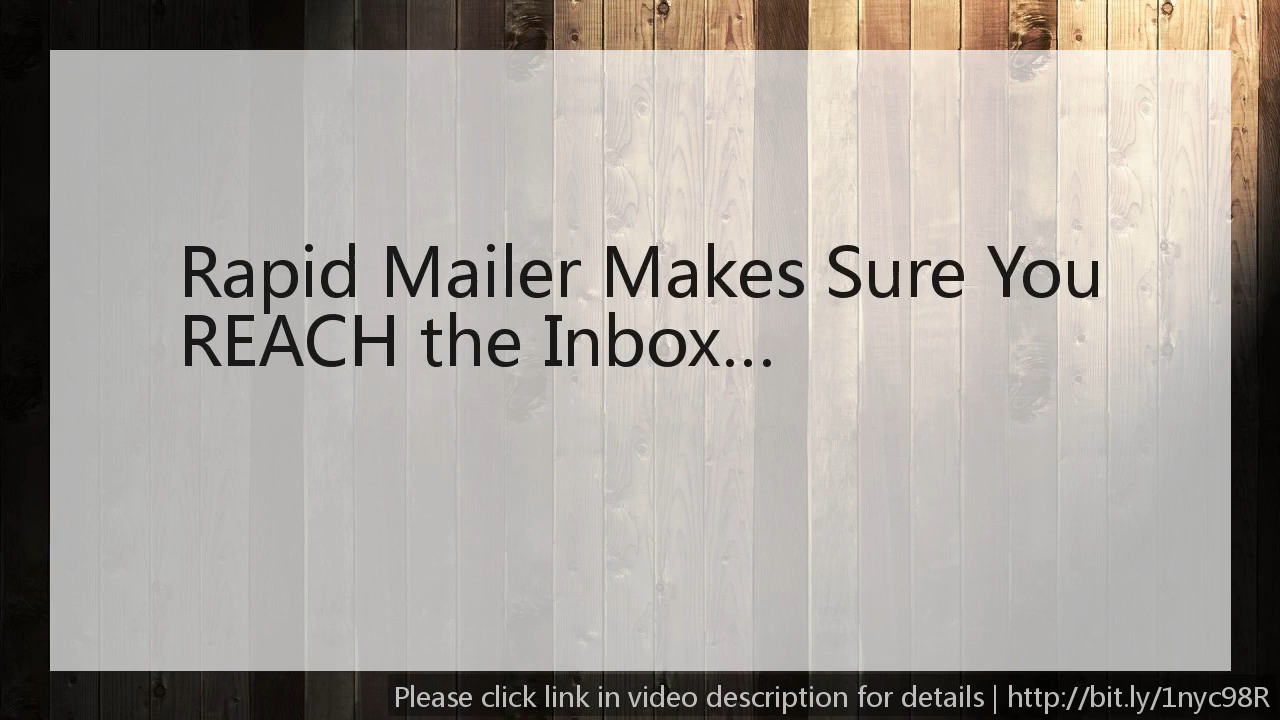 Rapid Mailer Makes Sure You
REACH the Inbox...
Please click link in video description for details | http://bit.ly/1nyc98R